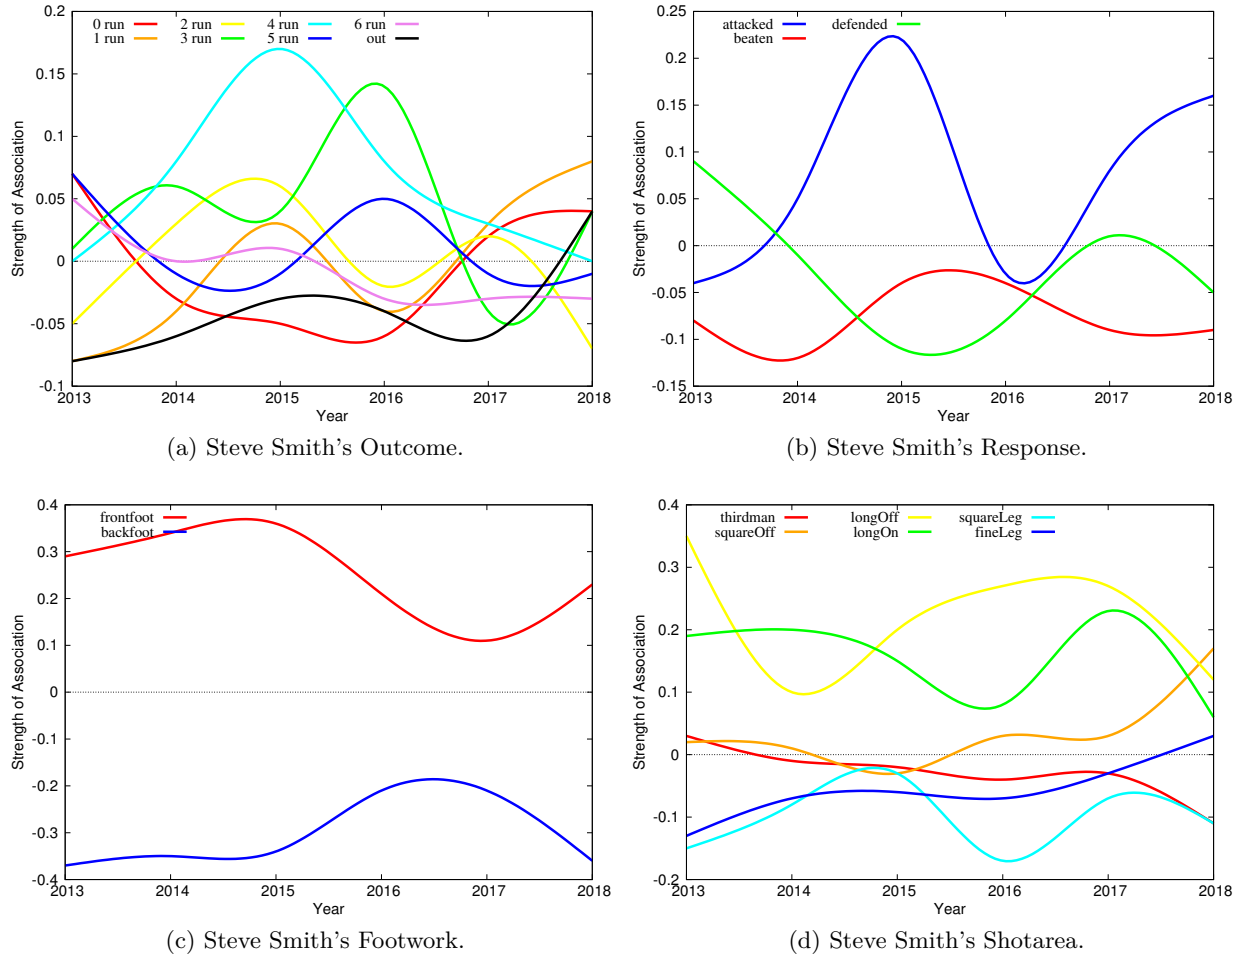 0 run 2 run 4 run 6 run
1 run 3 run 5 run out
0.2
0.15
0.1
0.05
0
-0.05
-0.1
Strength of Association
2013 2014 2015 2016 2017 2018
Year
(a) Steve Smith's Outcome.
attacked defended
beaten
0.25
0.2
0.15
0.1
0.05
0
-0.05
-0.1
-0.15
Strength of Association
2013 2014 2015 2016 2017 2018
Year
(b) Steve Smith's Response.
frontfoot
backfoot
0.4
0.3
0.2
0.1
0
-0.1
-0.2
-0.3
-0.4
Strength of Association
2013 2014 2015 2016 2017 2018
Year
(c) Steve Smith's Footwork.
thirdman longOff squareLeg
squareOff longOn fineLeg
0.4
0.3
0.2
0.1
0
-0.1
-0.2
Strength of Association
2013 2014 2015 2016 2017 2018
Year
(d) Steve Smith's Shotarea.